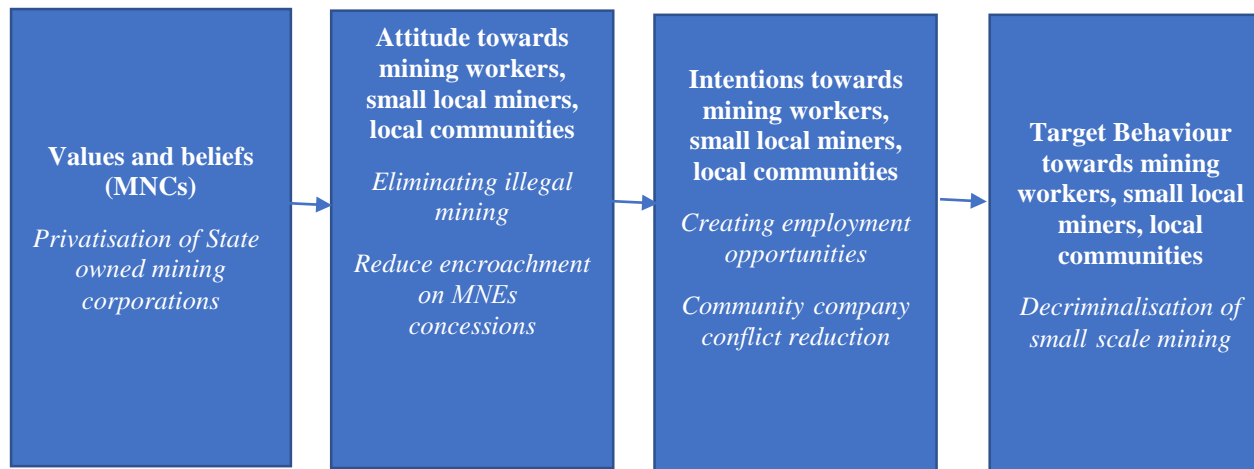 Values and beliefs
(MNCs)
Privatisation of State
owned mining
corporations
Attitude towards
mining workers,
small local miners,
local communities
Eliminating illegal
mining
Reduce encroachment
on MNEs
concessions
Intentions towards
mining workers,
small local miners,
local communities
Creating employment
opportunities
Community company
conflict reduction
Target Behaviour
towards mining
workers, small local
miners, local
communities
Decriminalisation of
small scale mining